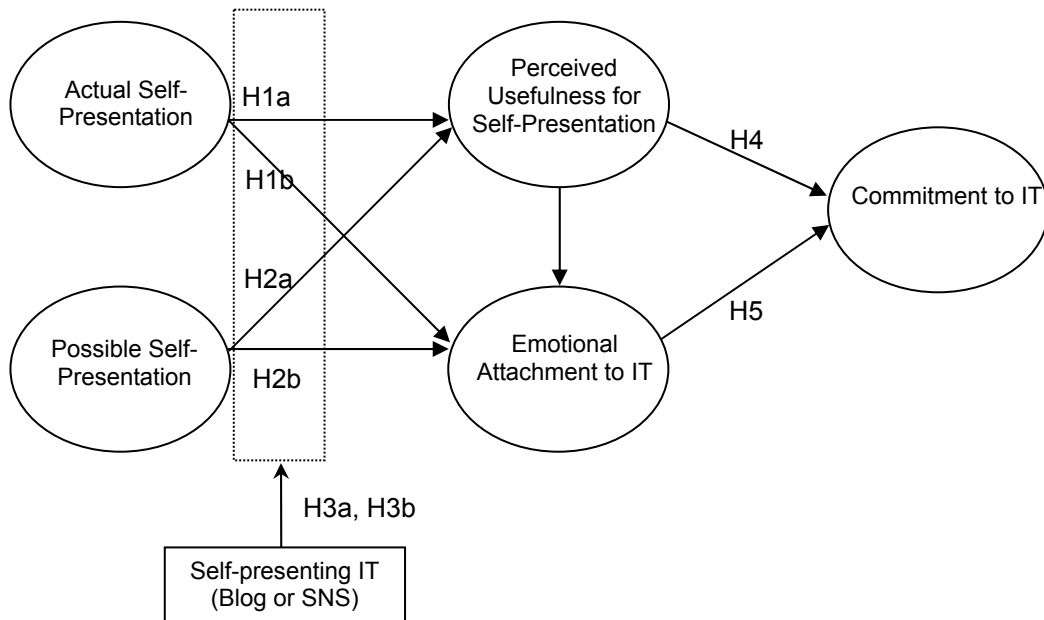 Actual Self-
Presentation
H1a
Perceived
Usefulness for
Self-Presentation
H4
H1b
Commitment to IT
H2a
H5
Possible Self-
Presentation
H2b
Emotional
Attachment to IT
H3a, H3b
Self-presenting IT
(Blog or SNS)